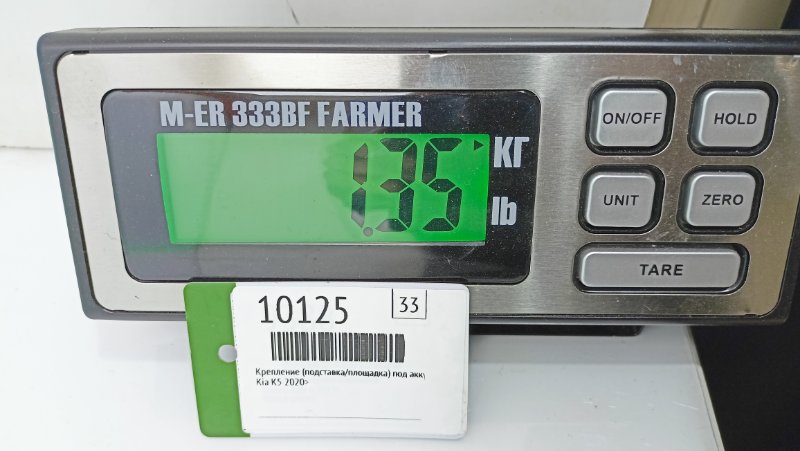 M-ER 333BF FARMER
1.35
КГ
lb
ON/OFF
HOLD
UNIT
ZERO
TARE
10125
33
Крепление (подставка/площадка) под акку
Kia K5 2020>